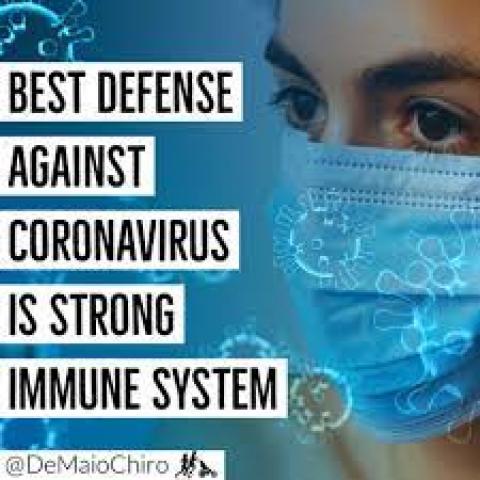 BEST DEFENSE
AGAINST
CORONAVIRUS
IS STRONG
IMMUNE SYSTEM
@DeMaioChiro